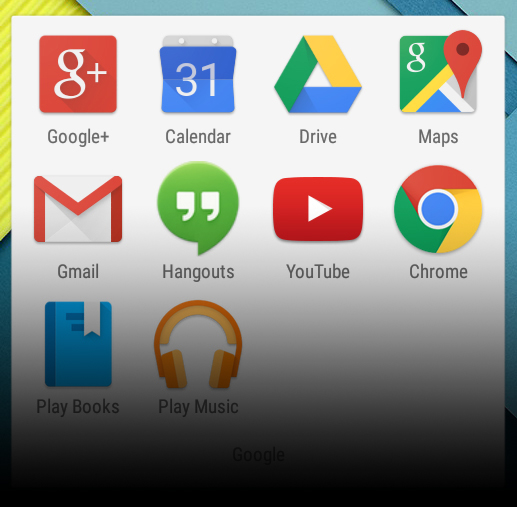 g+
31
g
Google+ Calendar Drive Maps
Gmail Hangouts YouTube Chrome
Play Books Play Music
Google